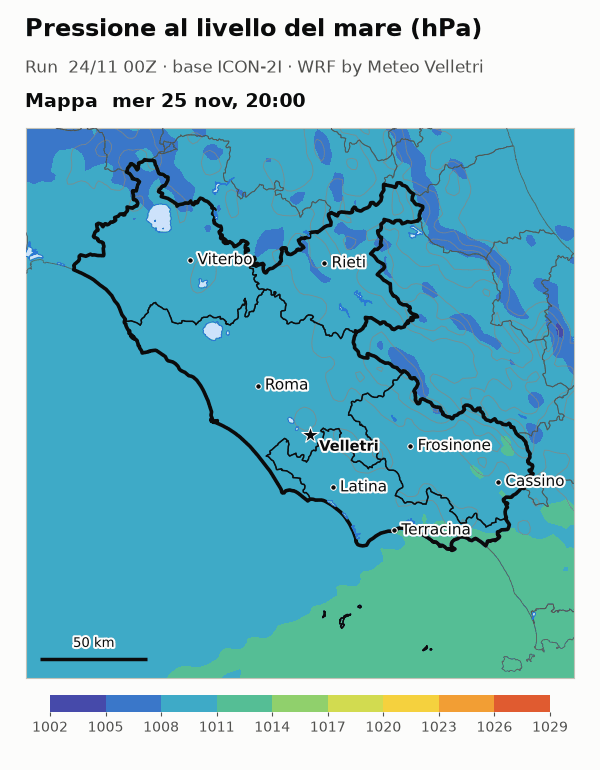 Pressione al livello del mare (hPa)
Run  24/11 00Z · base ICON-2I · WRF by Meteo Velletri
Mappa  mer 25 nov, 20:00
Viterbo
Rieti
Roma
Velletri
Frosinone
Cassino
Latina
Terracina
50 km
1002 1005 1008 1011 1014 1017 1020 1023 1026 1029